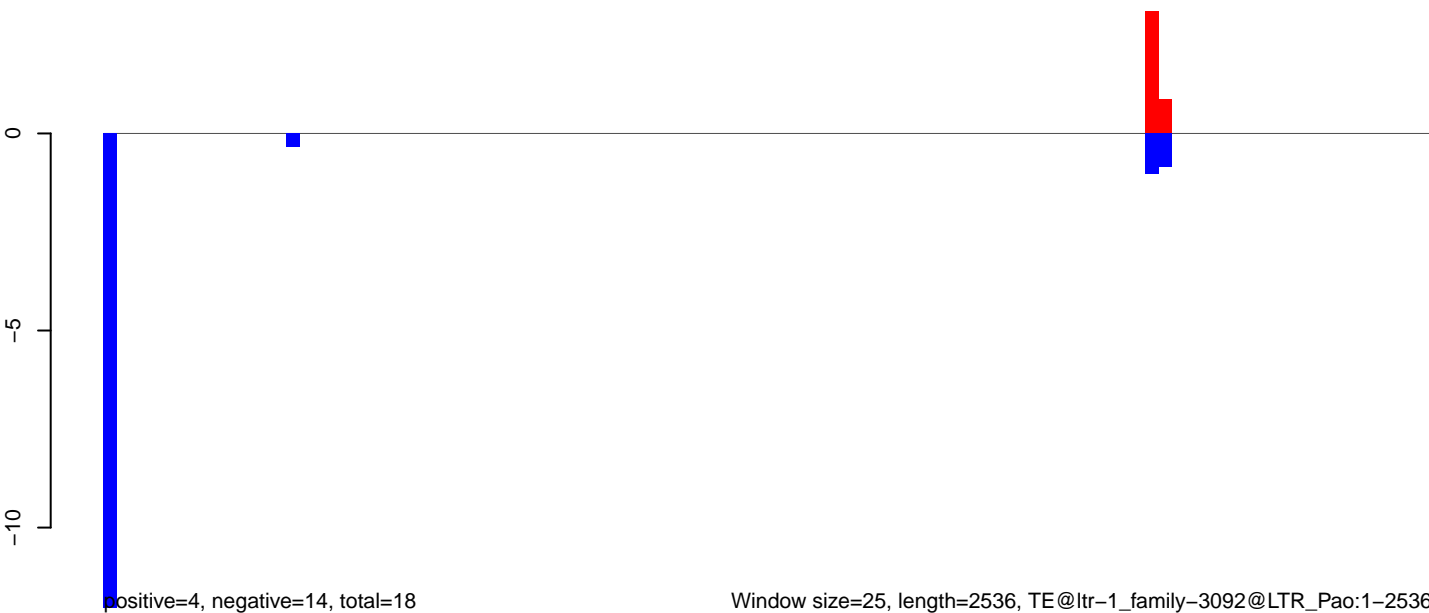 0
−5
−10
positive=4, negative=14, total=18
Window size=25, length=2536, TE@ltr−1_family−3092@LTR_Pao:1−2536